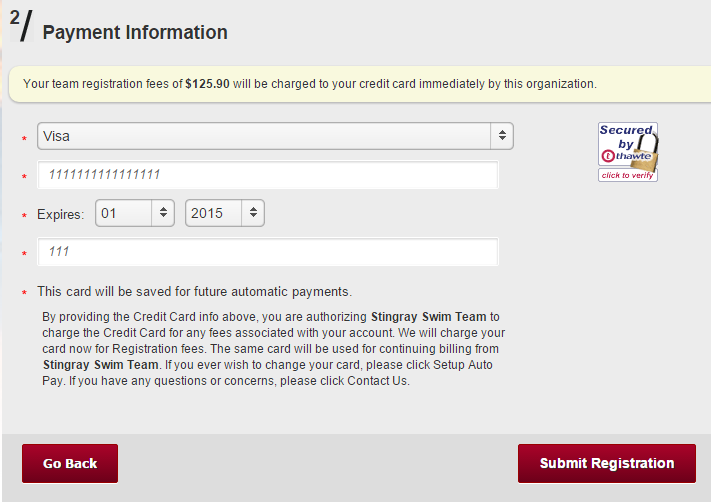 2/ Payment Information
Your team registration fees of $125.90 will be charged to your credit card immediately by this organization.
* Visa
* 1111111111111111
* Expires: 01 2015
* 111
Secured
by
thawte
click to verify
* This card will be saved for future automatic payments.
By providing the Credit Card info above, you are authorizing Stingray Swim Team to
charge the Credit Card for any fees associated with your account. We will charge your
card now for Registration fees. The same card will be used for continuing billing from
Stingray Swim Team. If you ever wish to change your card, please click Setup Auto
Pay. If you have any questions or concerns, please click Contact Us.
Go Back
Submit Registration